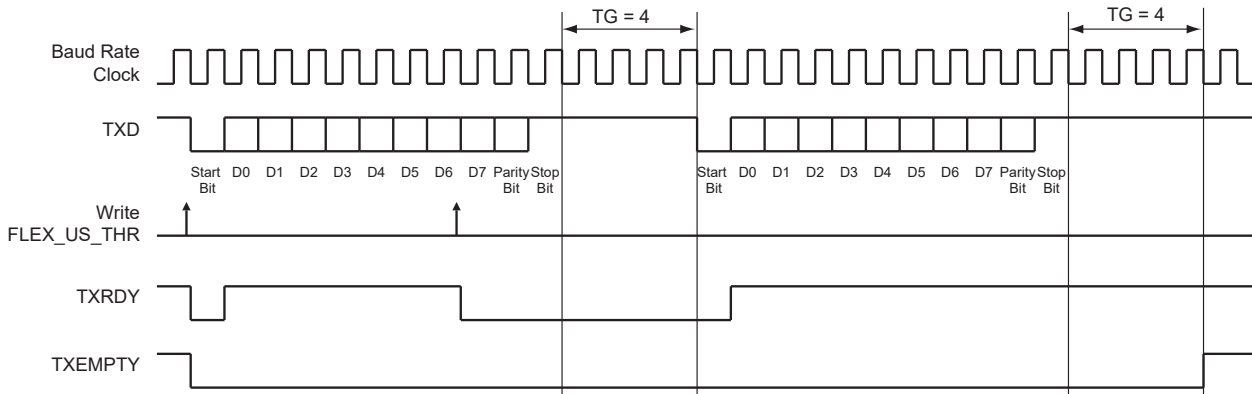 TG = 4
TG = 4
Baud Rate
Clock
TXD
Start
Bit
D0
D1
D2
D3
D4
D5
D6
D7
Parity
Bit
Stop
Bit
Start
Bit
D0
D1
D2
D3
D4
D5
D6
D7
Parity
Bit
Stop
Bit
Write
FLEX_US_THR
TXRDY
TXEMPTY